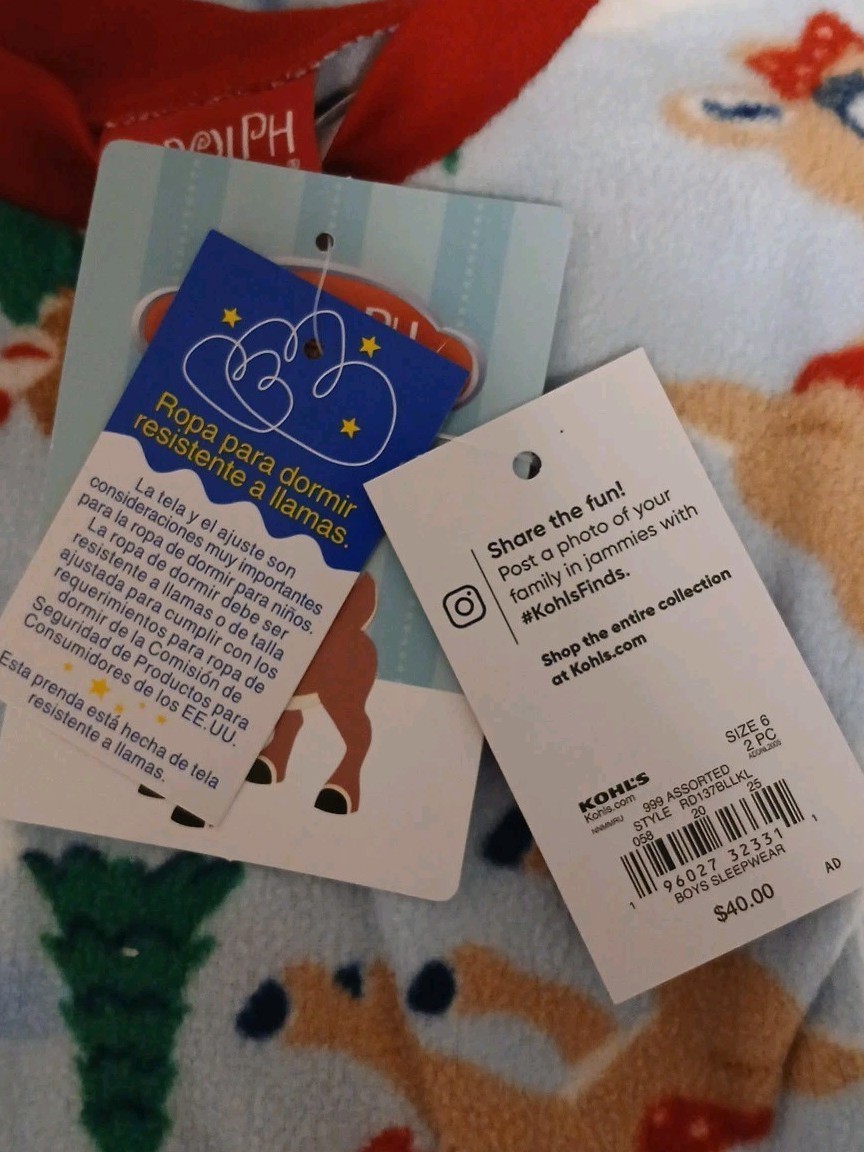 Ropa para dormir
resistente a llamas.
La tela y el ajuste son
consideraciones muy importantes
para la ropa de dormir para niños.
La ropa de dormir debe ser
resistente a llamas o de talla
ajustada para cumplir con los
requerimientos para ropa de
dormir de la Comisión de
Seguridad de Productos para
Consumidores de los EE.UU.
Esta prenda está hecha de tela
resistente a llamas.
Share the fun!
Post a photo of your
family in jammies with
#KohlsFinds.
Shop the entire collection
at Kohls.com
SIZE 6
2 PC
KOHL'S
Kohls.com
999 ASSORTED
STYLE RD137BLLKL
058 20 25
1 96027 32331 1
BOYS SLEEPWEAR
AD
$40.00